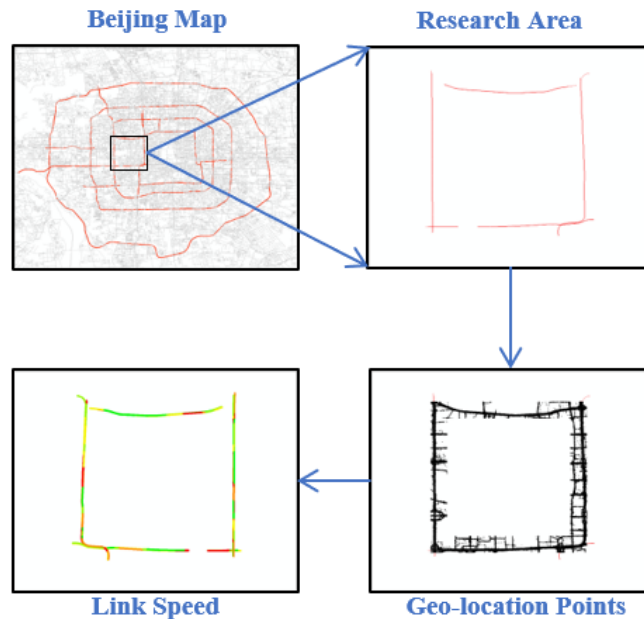 Beijing Map
Research Area
Link Speed
Geo-location Points